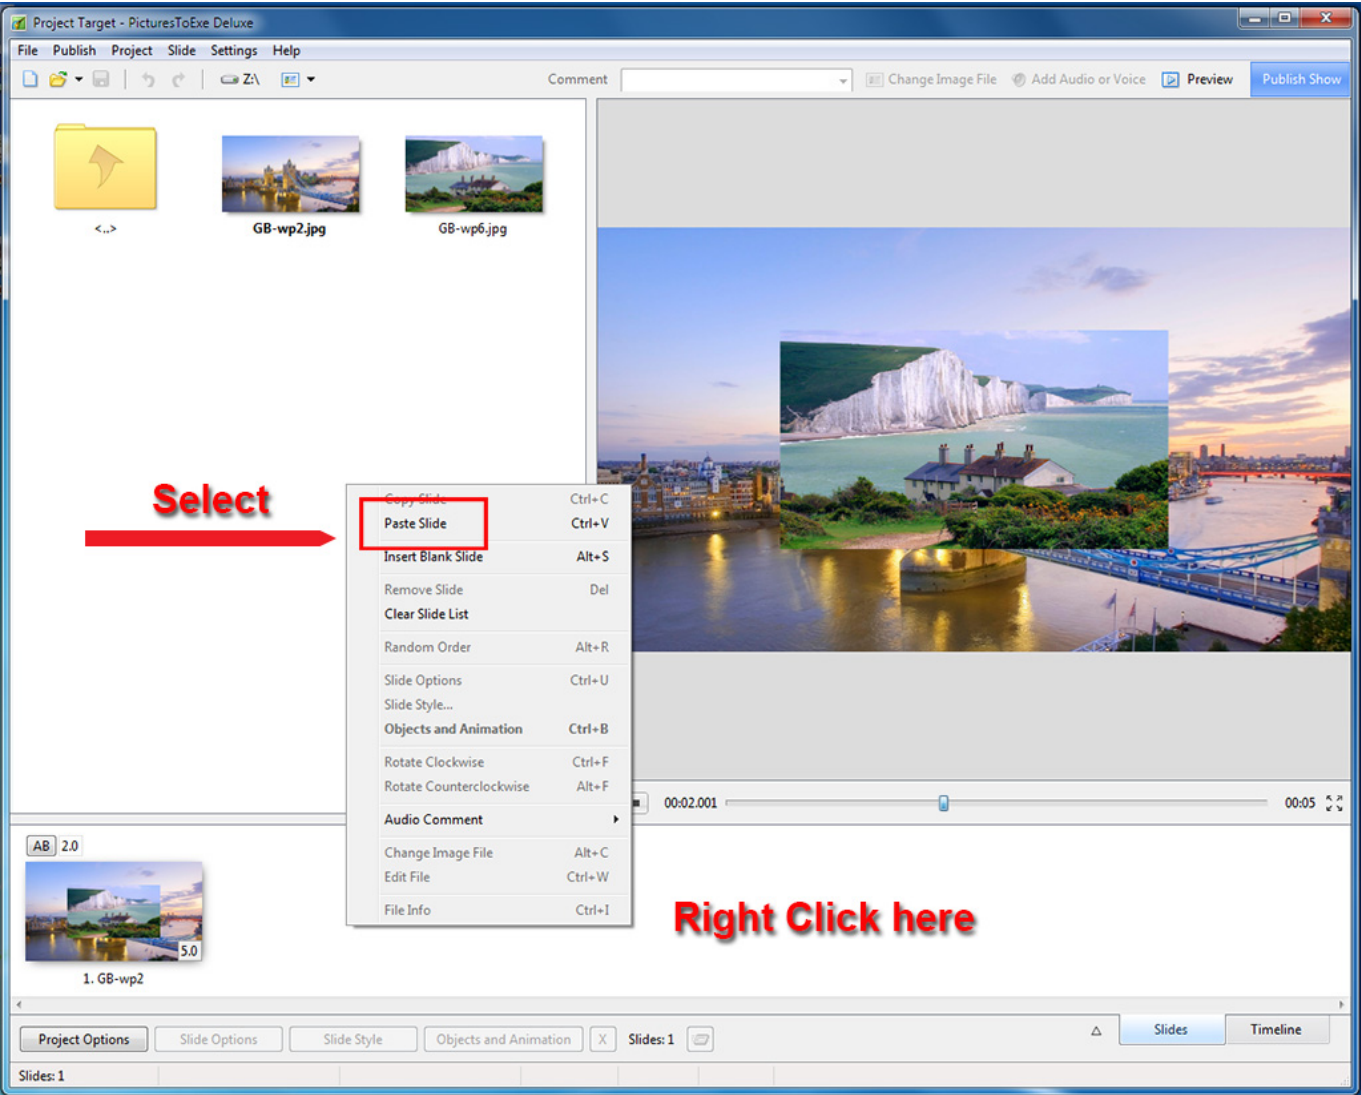 Project Target - PicturesToExe Deluxe
File Publish Project Slide Settings Help
Z:\ Comment Change Image File Add Audio or Voice Preview Publish Show
<..> GB-wp2.jpg GB-wp6.jpg
Select
Copy Slide Ctrl+C
Paste Slide Ctrl+V
Insert Blank Slide Alt+S
Remove Slide Del
Clear Slide List
Random Order Alt+R
Slide Options Ctrl+U
Slide Style...
Objects and Animation Ctrl+B
Rotate Clockwise Ctrl+F
Rotate Counterclockwise Alt+F
Audio Comment
Change Image File Alt+C
Edit File Ctrl+W
File Info Ctrl+I
00:02.001 00:05
AB 2.0
5.0
1. GB-wp2
Right Click here
Project Options Slide Options Slide Style Objects and Animation X Slides: 1 Slides Timeline
Slides: 1